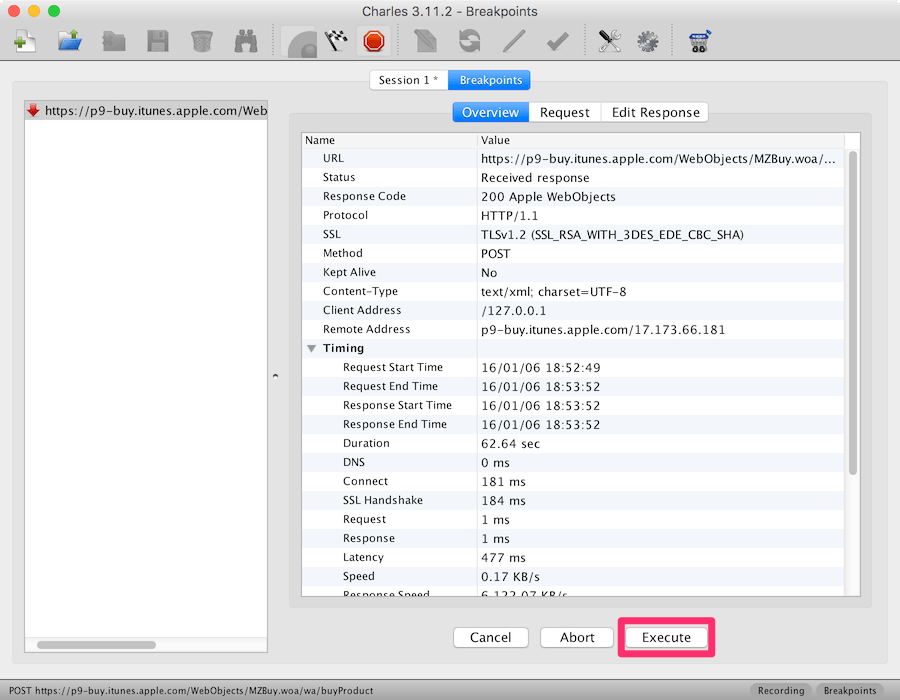 Charles 3.11.2 - Breakpoints
Session 1 * Breakpoints
https://p9-buy.itunes.apple.com/Web
Overview Request Edit Response
Name Value
URL https://p9-buy.itunes.apple.com/WebObjects/MZBuy.woa/...
Status Received response
Response Code 200 Apple WebObjects
Protocol HTTP/1.1
SSL TLSv1.2 (SSL_RSA_WITH_3DES_EDE_CBC_SHA)
Method POST
Kept Alive No
Content-Type text/xml; charset=UTF-8
Client Address /127.0.0.1
Remote Address p9-buy.itunes.apple.com/17.173.66.181
Timing
Request Start Time 16/01/06 18:52:49
Request End Time 16/01/06 18:53:52
Response Start Time 16/01/06 18:53:52
Response End Time 16/01/06 18:53:52
Duration 62.64 sec
DNS 0 ms
Connect 181 ms
SSL Handshake 184 ms
Request 1 ms
Response 1 ms
Latency 477 ms
Speed 0.17 KB/s
Response Speed 6,122.07 KB/s
Cancel Abort Execute
POST https://p9-buy.itunes.apple.com/WebObjects/MZBuy.woa/wa/buyProduct Recording Breakpoints